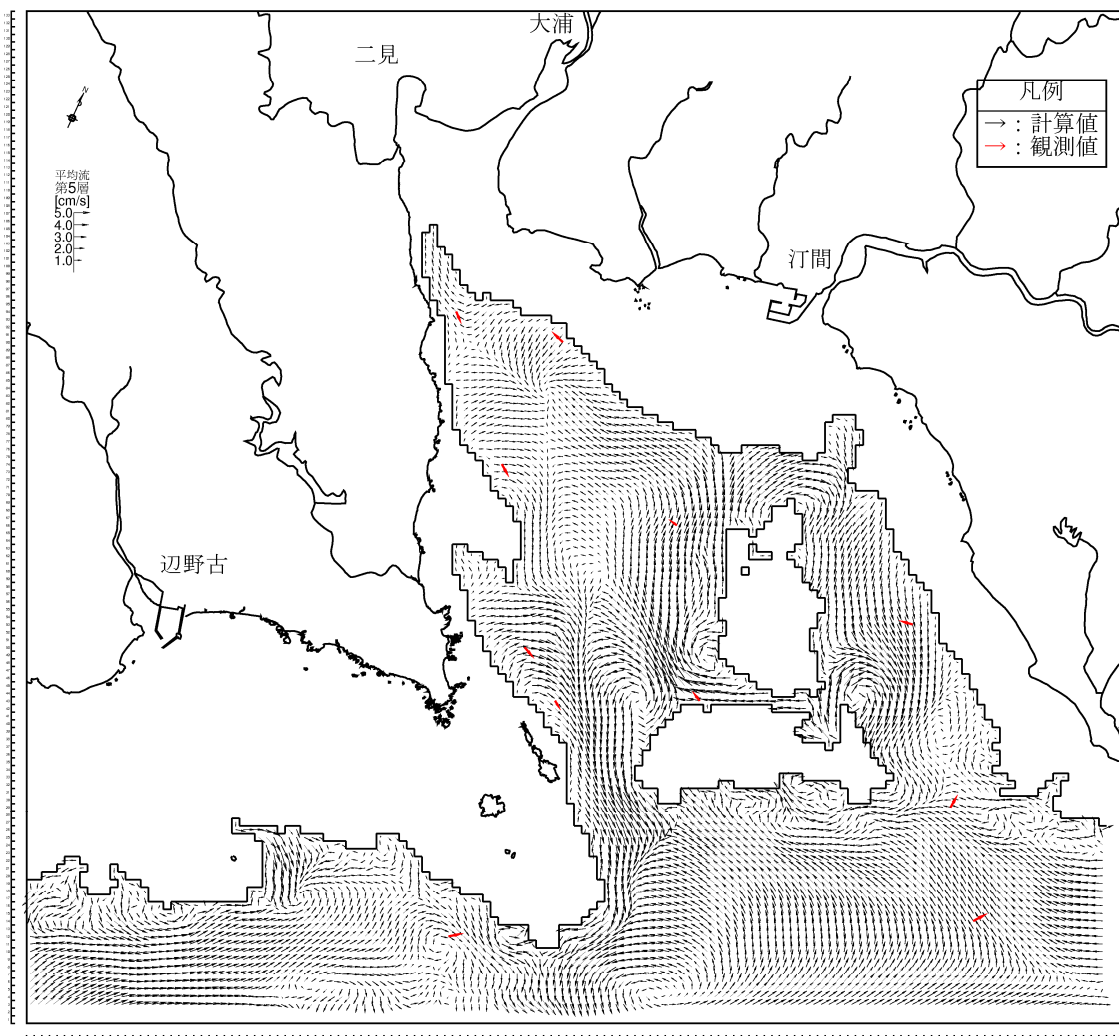 大浦
二見
凡例
→ : 計算値
→ : 観測値
N
平均流
第5層
[cm/s]
5.0
4.0
3.0
2.0
1.0
汀間
辺野古